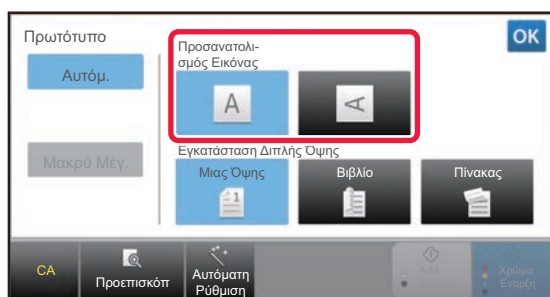 Πρωτότυπο
OK
Προσανατολι-
σμός Εικόνας
Αυτόμ.
A
A
Εγκατάσταση Διπλής Όψης
Μακρύ Μέγ.
Μιας Όψης
Βιβλίο
Πίνακας
1
CA
Προεπισκόπ
Αυτόματη
Ρύθμιση
Α/Μ
Χρώμα
Έναρξη